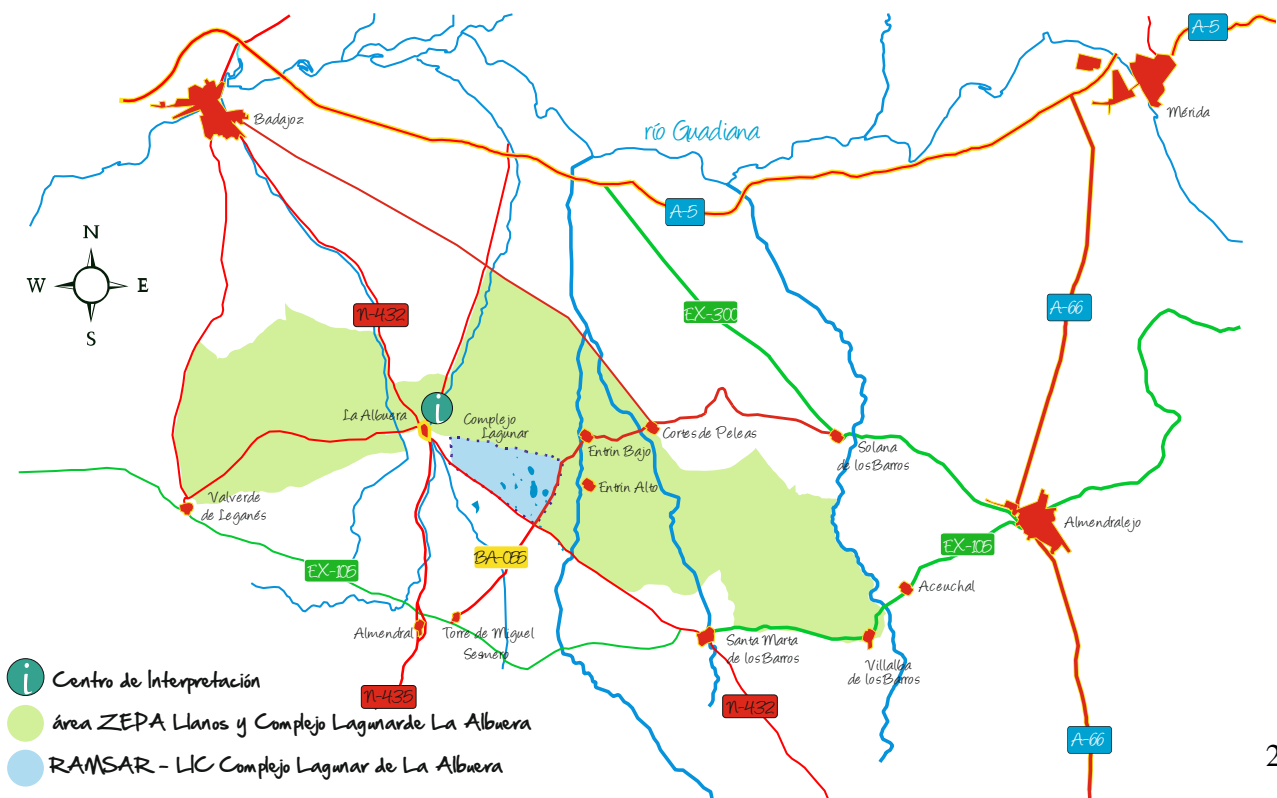 A-5
Badajoz
río Guadiana
Mérida
A-5
N
W E
S
N-432
EX-300
A-66
La Albuera
i
Complejo
Lagunar
Entrín Bajo
Cortes de Peleas
Solana
de los Barros
Entrín Alto
Valverde
de Leganés
Almendralejo
EX-105
BA-055
EX-105
Aceuchal
Almendral
Torre de Miguel
Sesmero
Santa Marta
de los Barros
Villalba
de los Barros
N-435
N-432
A-66
i Centro de Interpretación
área ZEPA Llanos y Complejo Lagunar de La Albuera
RAMSAR - LIC Complejo Lagunar de La Albuera
2